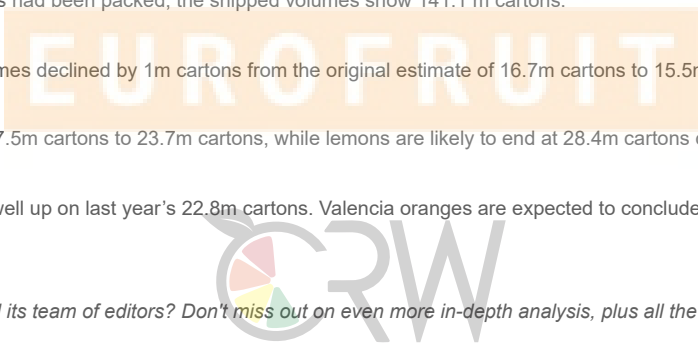 had been packed, the shipped volumes show 141.1 m cartons.
EUROFRUIT
mes declined by 1m cartons from the original estimate of 16.7m cartons to 15.5m
7.5m cartons to 23.7m cartons, while lemons are likely to end at 28.4m cartons
well up on last year’s 22.8m cartons. Valencia oranges are expected to conclude
CRW
its team of editors? Don't miss out on even more in-depth analysis, plus all the